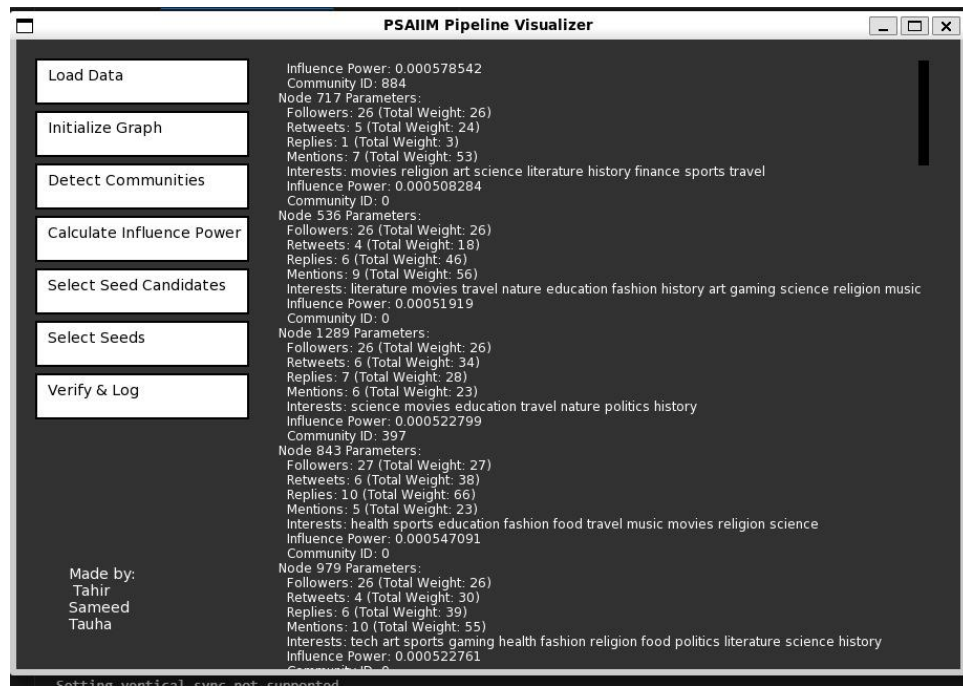 PSAIIM Pipeline Visualizer
Load Data
Initialize Graph
Detect Communities
Calculate Influence Power
Select Seed Candidates
Select Seeds
Verify & Log
Made by:
Tahir
Sameed
Tauha
Influence Power: 0.000578542
Community ID: 884
Node 717 Parameters:
Followers: 26 (Total Weight: 26)
Retweets: 5 (Total Weight: 24)
Replies: 1 (Total Weight: 3)
Mentions: 7 (Total Weight: 53)
Interests: movies religion art science literature history finance sports travel
Influence Power: 0.000508284
Community ID: 0
Node 536 Parameters:
Followers: 26 (Total Weight: 26)
Retweets: 4 (Total Weight: 18)
Replies: 6 (Total Weight: 46)
Mentions: 9 (Total Weight: 56)
Interests: literature movies travel nature education fashion history art gaming science religion music
Influence Power: 0.00051919
Community ID: 0
Node 1289 Parameters:
Followers: 26 (Total Weight: 26)
Retweets: 6 (Total Weight: 34)
Replies: 7 (Total Weight: 28)
Mentions: 6 (Total Weight: 23)
Interests: science movies education travel nature politics history
Influence Power: 0.000522799
Community ID: 397
Node 843 Parameters:
Followers: 27 (Total Weight: 27)
Retweets: 6 (Total Weight: 38)
Replies: 10 (Total Weight: 66)
Mentions: 5 (Total Weight: 23)
Interests: health sports education fashion food travel music movies religion science
Influence Power: 0.000547091
Community ID: 0
Node 979 Parameters:
Followers: 26 (Total Weight: 26)
Retweets: 4 (Total Weight: 30)
Replies: 6 (Total Weight: 39)
Mentions: 10 (Total Weight: 55)
Interests: tech art sports gaming health fashion religion food politics literature science history
Influence Power: 0.000522761
Setting vertical sync not supported